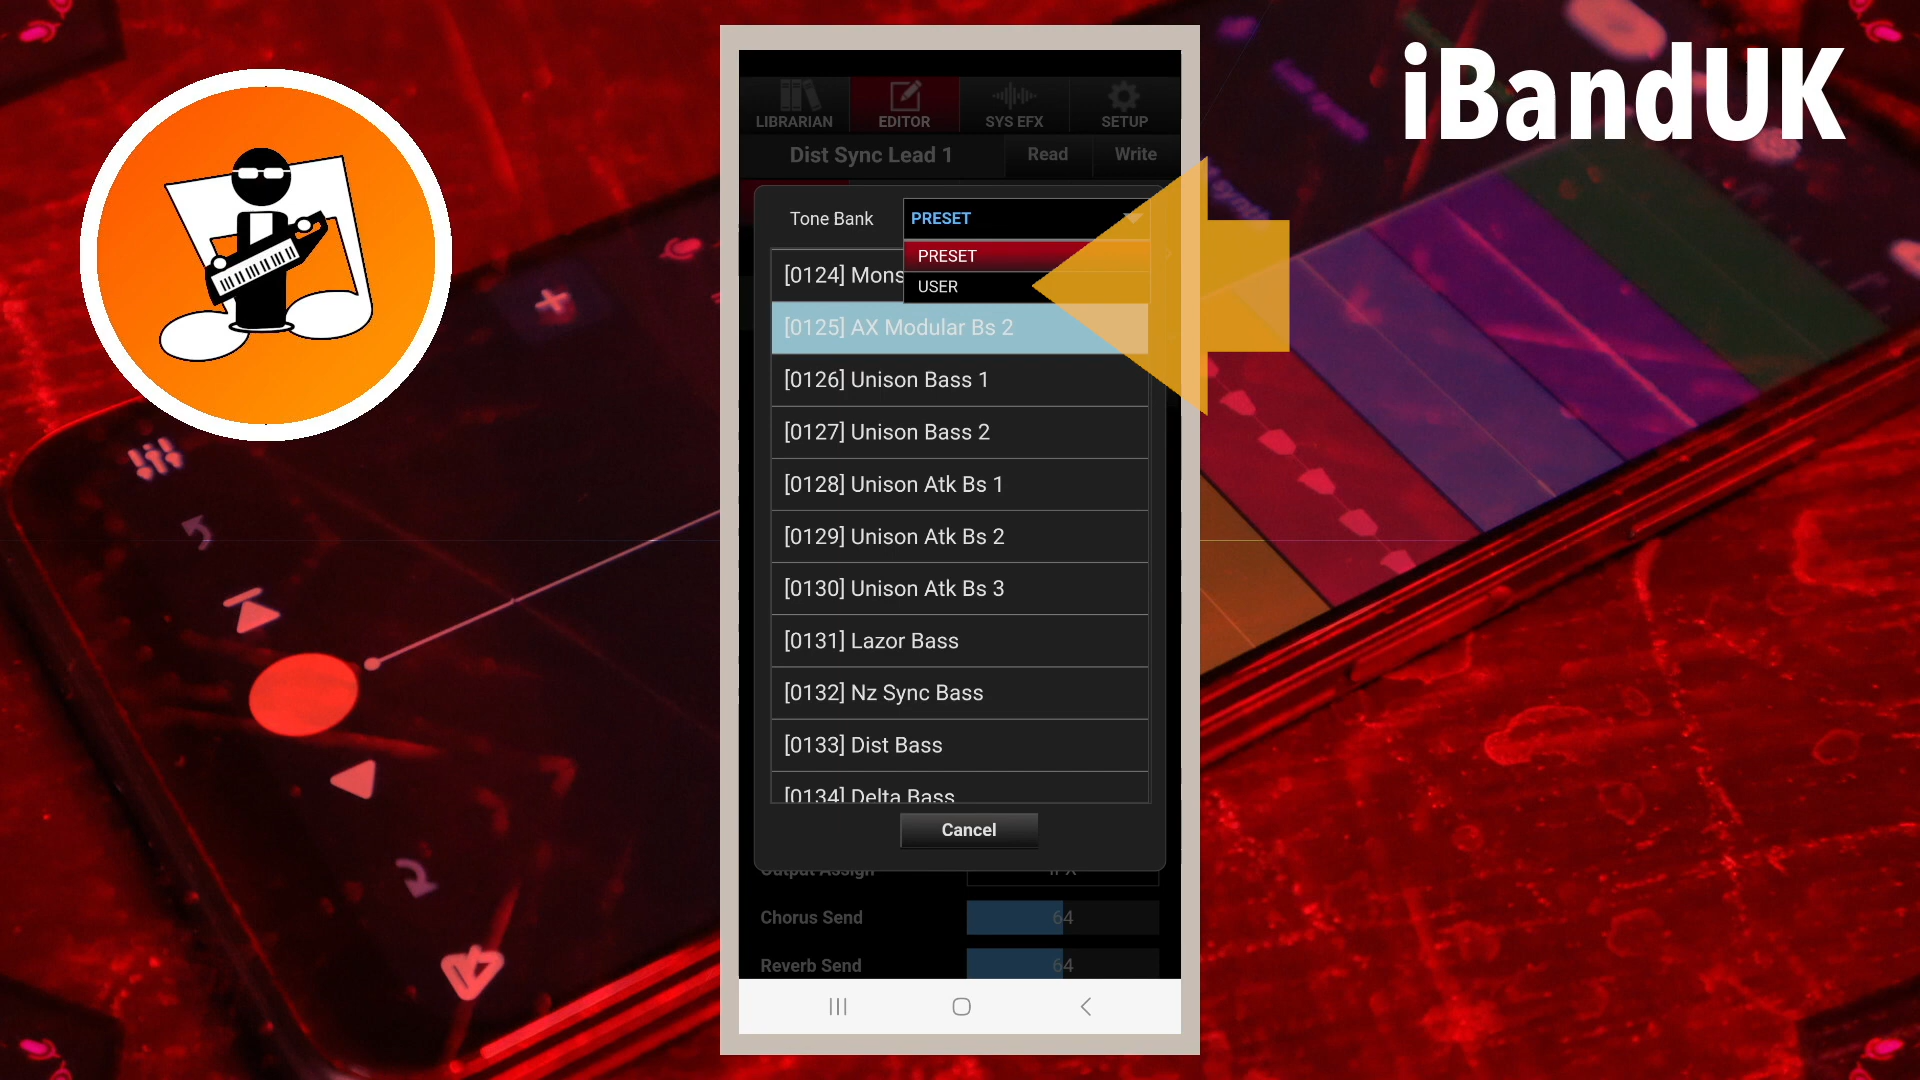 iBandUK
LIBRARIAN
EDITOR
SYS EFX
SETUP
Dist Sync Lead 1
Read
Write
Tone Bank
PRESET
PRESET
USER
[0124] Mons
[0125] AX Modular Bs 2
[0126] Unison Bass 1
[0127] Unison Bass 2
[0128] Unison Atk Bs 1
[0129] Unison Atk Bs 2
[0130] Unison Atk Bs 3
[0131] Lazor Bass
[0132] Nz Sync Bass
[0133] Dist Bass
[0134] Delta Bass
Cancel
Output Assign
Chorus Send 64
Reverb Send 64